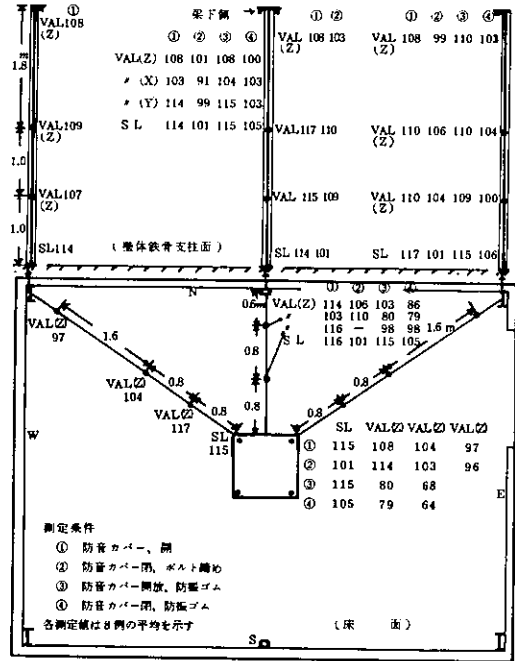 架下側
① ①② ① ② ③ ④
VAL108
(Z)
① ② ③ ④
VAL(Z) 108 101 108 100
〃 (X) 103 91 104 103
〃 (Y) 114 99 115 103
SL 114 101 115 105
VAL 108 103
(Z)
VAL 108 99 110 103
(Z)
1.8 m
VAL109
(Z)
VAL117 110
VAL 110 106 110 104
(Z)
1.0
VAL107
(Z)
VAL 115 109
VAL 110 104 109 100
(Z)
1.0
SL114
(整体鉄骨支柱面)
SL 124 101
SL 117 101 115 106
N
① ② ③ ④
0.6m
VAL(Z) 114 106 103 86
〃 103 110 80 79
〃 116 — 98 98
SL 116 101 115 105
VAL(Z)
97
1.6
1.6 m
0.8
VAL(Z)
104
0.8
0.8
VAL(Z)
117
0.8
0.8
0.8
W
SL
115
SL VAL(Z) VAL(Z) VAL(Z)
① 115 108 104 97
② 101 114 103 96
③ 115 80 68
④ 105 79 64
E
測定条件
① 防音カバー、開
② 防音カバー閉、ボルト締め
③ 防音カバー開放、防振ゴム
④ 防音カバー閉、防振ゴム
各測定値は8個の平均を示す
(床 面)
S